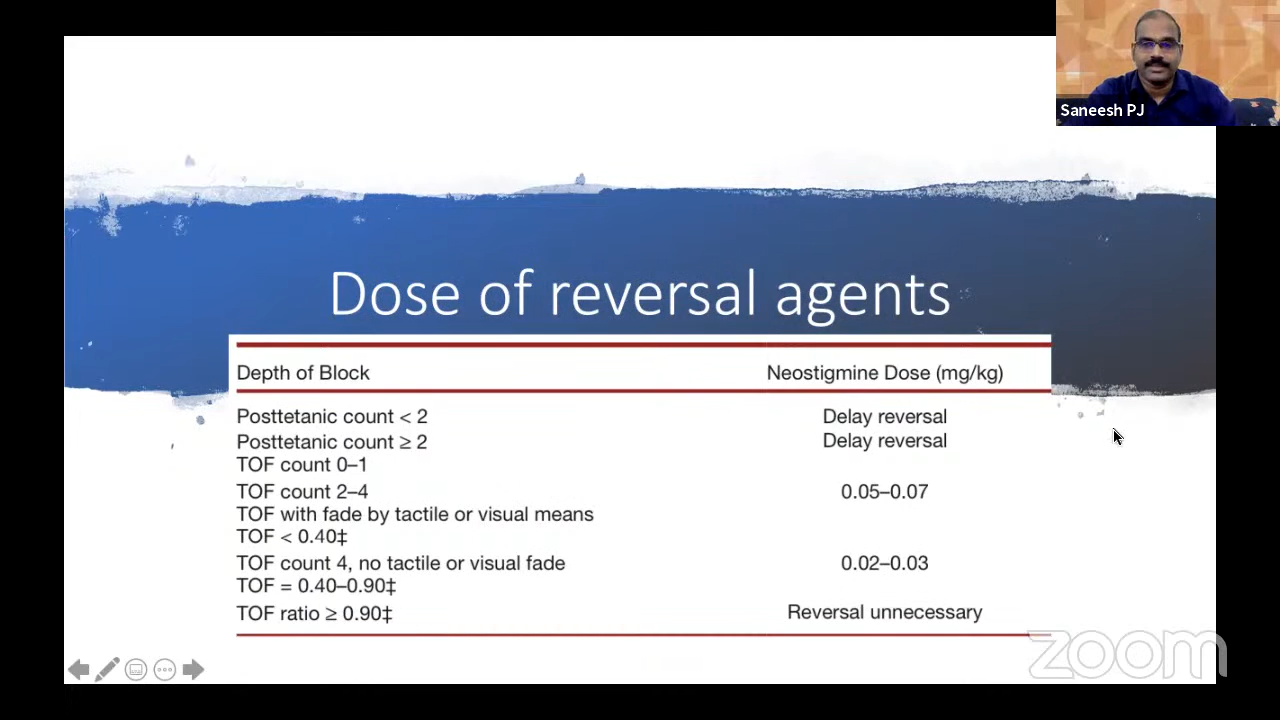 Saneesh PJ
Dose of reversal agents
Depth of Block Neostigmine Dose (mg/kg)
Posttetanic count < 2 Delay reversal
Posttetanic count ≥ 2 Delay reversal
TOF count 0–1
TOF count 2–4 0.05–0.07
TOF with fade by tactile or visual means
TOF < 0.40‡
TOF count 4, no tactile or visual fade 0.02–0.03
TOF = 0.40–0.90‡
TOF ratio ≥ 0.90‡ Reversal unnecessary
zoom